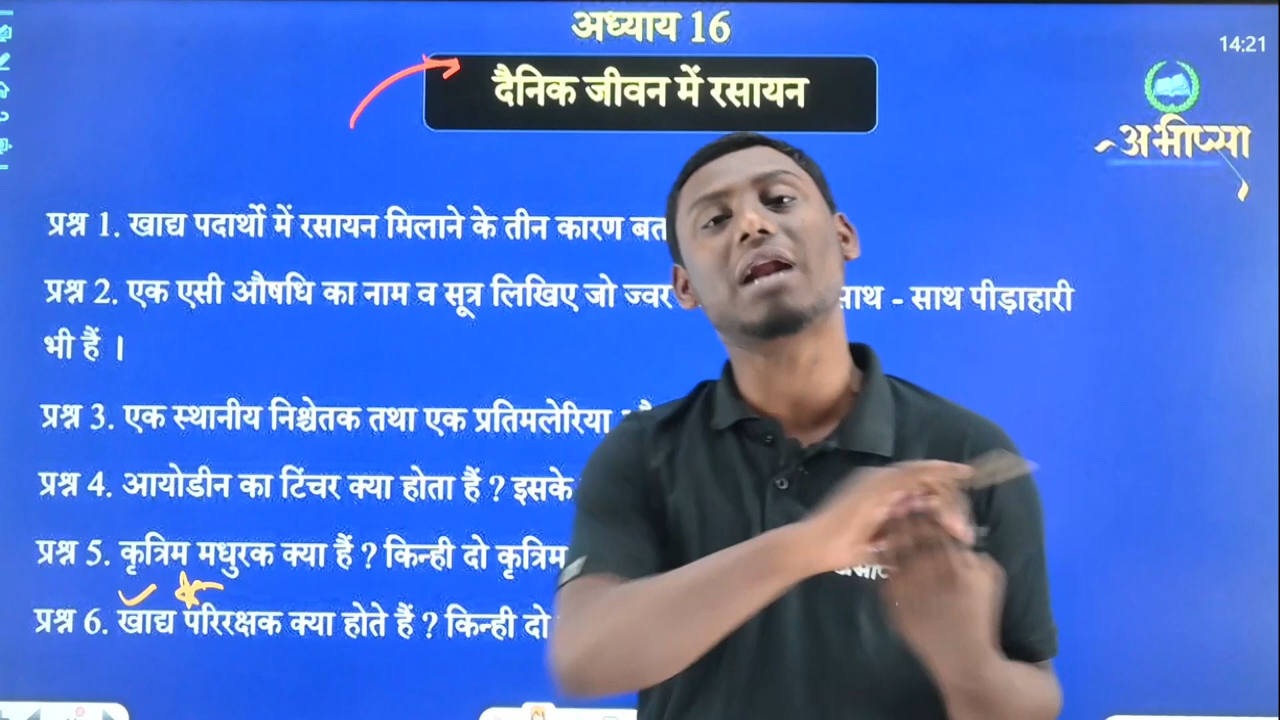 अध्याय 16
14:21
दैनिक जीवन में रसायन
अभीप्सा
प्रश्न 1. खाद्य पदार्थो में रसायन मिलाने के तीन कारण
प्रश्न 2. एक एसी औषधि का नाम व सूत्र लिखिए जो ज्वर साथ - साथ पीड़ाहारी
भी हैं ।
प्रश्न 3. एक स्थानीय निश्चेतक तथा एक प्रतिमलेरिया
प्रश्न 4. आयोडीन का टिंचर क्या होता हैं ? इसके
प्रश्न 5. कृत्रिम मधुरक क्या हैं ? किन्ही दो कृत्रिम
प्रश्न 6. खाद्य परिरक्षक क्या होते हैं ? किन्ही दो